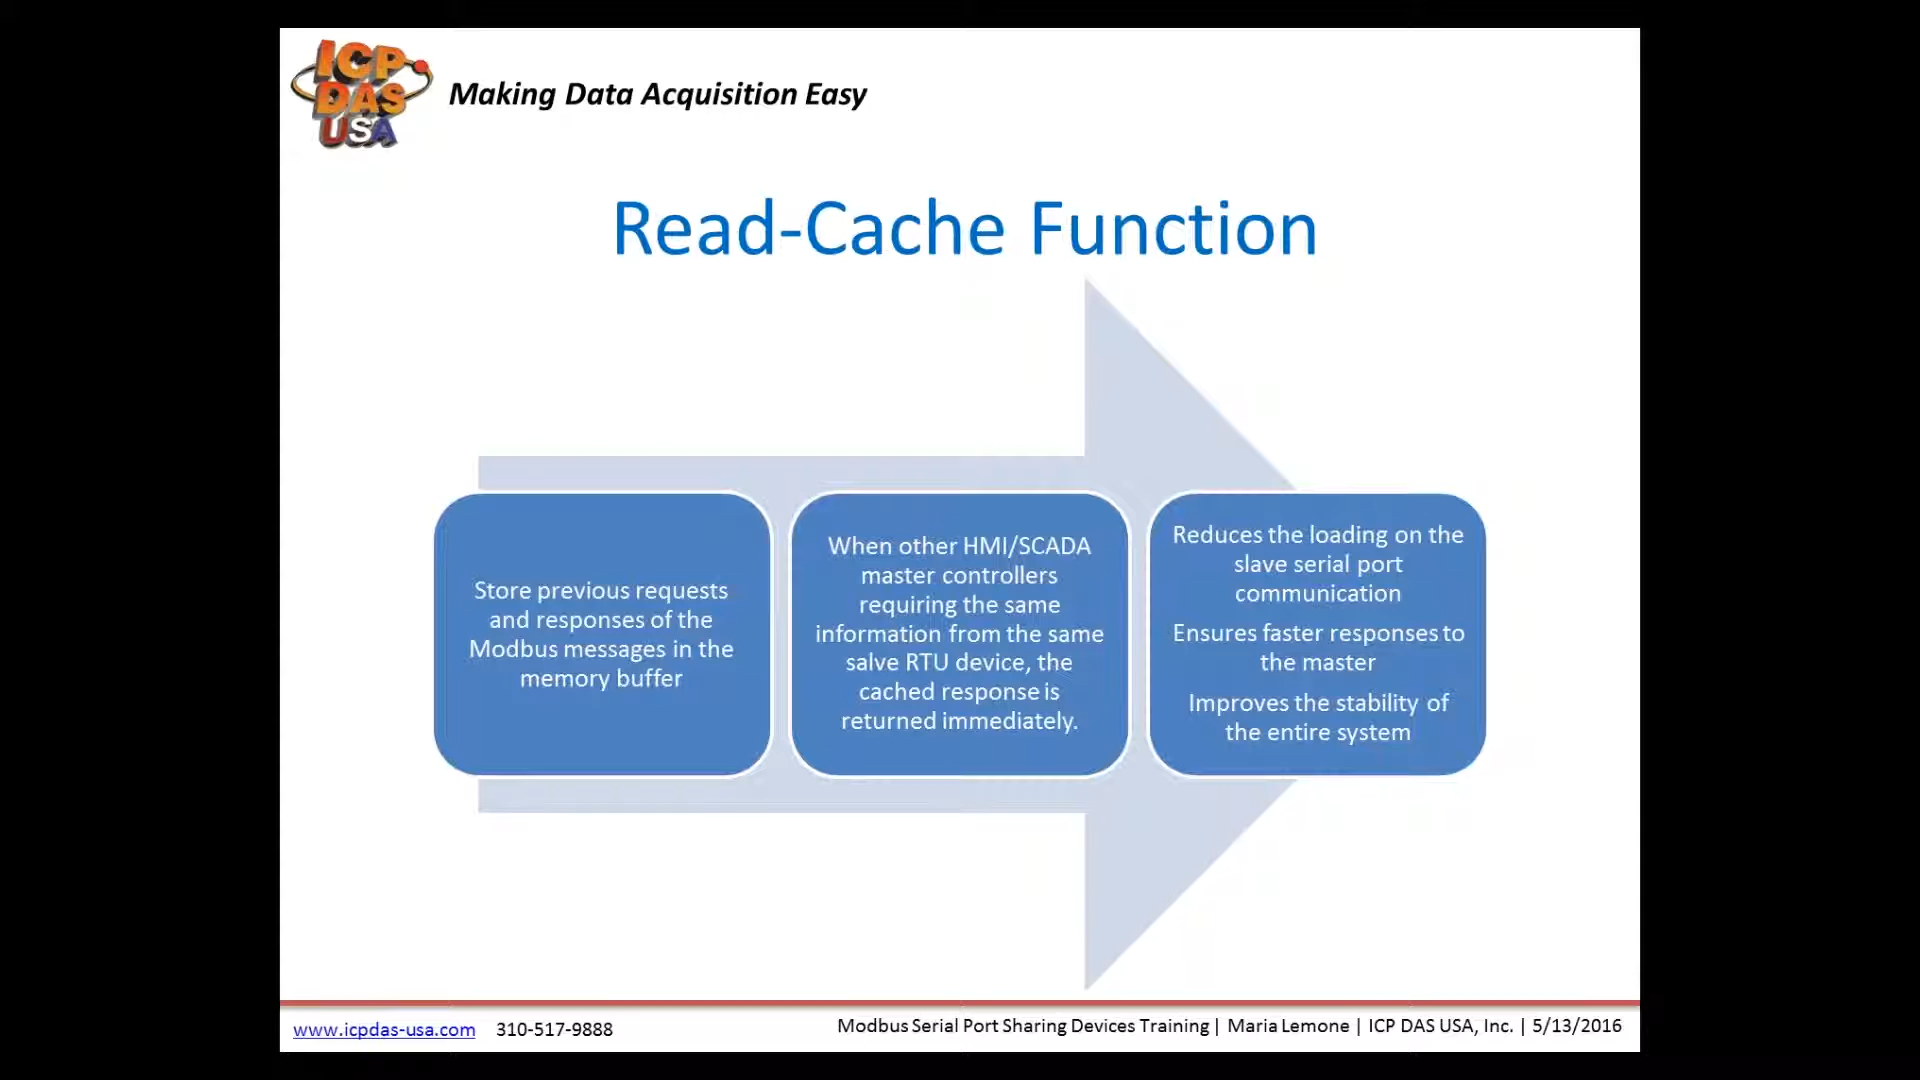 ICP
DAS
USA
Making Data Acquisition Easy
Read-Cache Function
Store previous requests
and responses of the
Modbus messages in the
memory buffer
When other HMI/SCADA
master controllers
requiring the same
information from the same
salve RTU device, the
cached response is
returned immediately.
Reduces the loading on the
slave serial port
communication
Ensures faster responses to
the master
Improves the stability of
the entire system
www.icpdas-usa.com 310-517-9888
Modbus Serial Port Sharing Devices Training | Maria Lemone | ICP DAS USA, Inc. | 5/13/2016